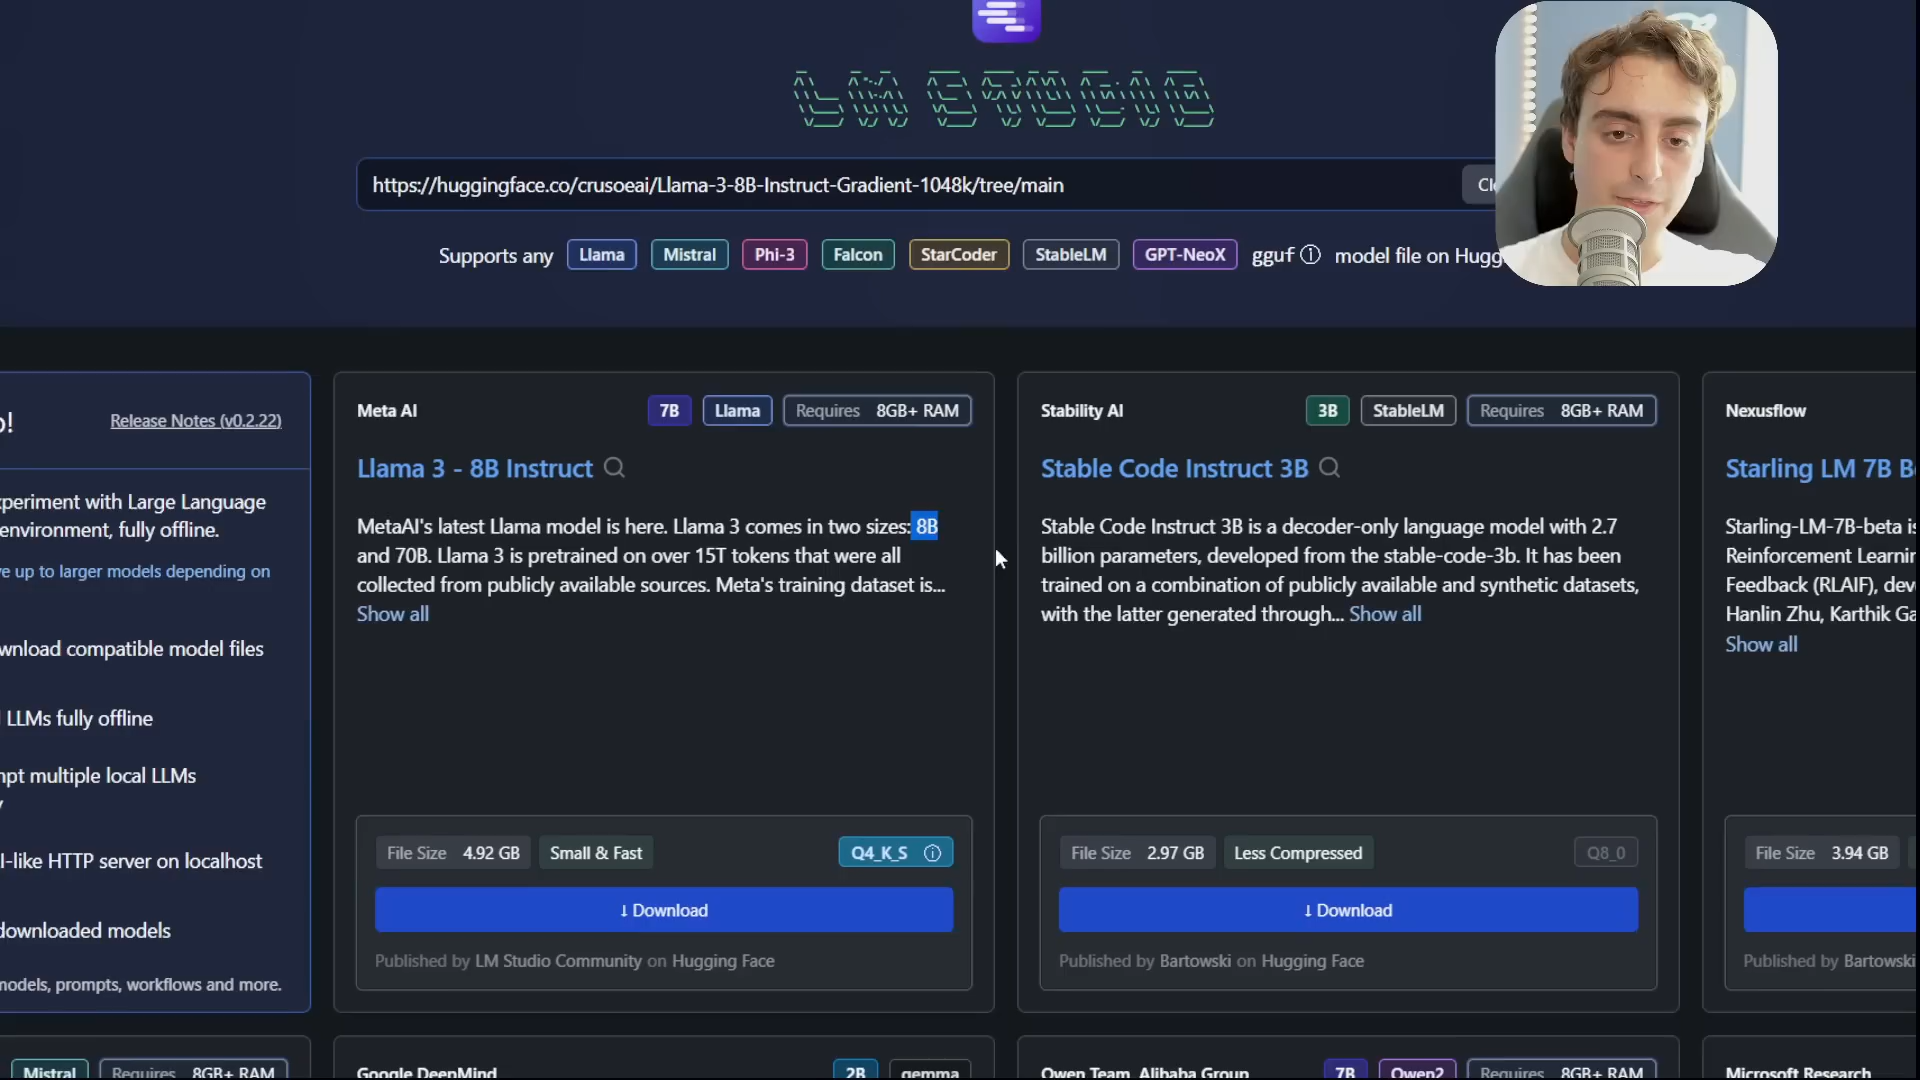 LM STUDIO
https://huggingface.co/crusoeai/Llama-3-8B-Instruct-Gradient-1048k/tree/main
Supports any Llama Mistral Phi-3 Falcon StarCoder StableLM GPT-NeoX gguf model file on Hugg
Release Notes (v0.2.22)
xperiment with Large Language
environment, fully offline.
ve up to larger models depending on
wnload compatible model files
LLMs fully offline
mpt multiple local LLMs
y
I-like HTTP server on localhost
downloaded models
models, prompts, workflows and more.
Meta AI 7B Llama Requires 8GB+ RAM
Llama 3 - 8B Instruct
MetaAI's latest Llama model is here. Llama 3 comes in two sizes: 8B
and 70B. Llama 3 is pretrained on over 15T tokens that were all
collected from publicly available sources. Meta's training dataset is...
Show all
File Size 4.92 GB Small & Fast Q4_K_S
↓ Download
Published by LM Studio Community on Hugging Face
Stability AI 3B StableLM Requires 8GB+ RAM
Stable Code Instruct 3B
Stable Code Instruct 3B is a decoder-only language model with 2.7
billion parameters, developed from the stable-code-3b. It has been
trained on a combination of publicly available and synthetic datasets,
with the latter generated through... Show all
File Size 2.97 GB Less Compressed Q8_0
↓ Download
Published by Bartowski on Hugging Face
Nexusflow
Starling LM 7B B
Starling-LM-7B-beta is
Reinforcement Learnin
Feedback (RLAIF), dev
Hanlin Zhu, Karthik Ga
Show all
File Size 3.94 GB
Published by Bartowski
Mistral Requires 8GB+ RAM
Google DeepMind 2B gemma
Qwen Team, Alibaba Group 7B Qwen2 Requires 8GB+ RAM
Microsoft Research